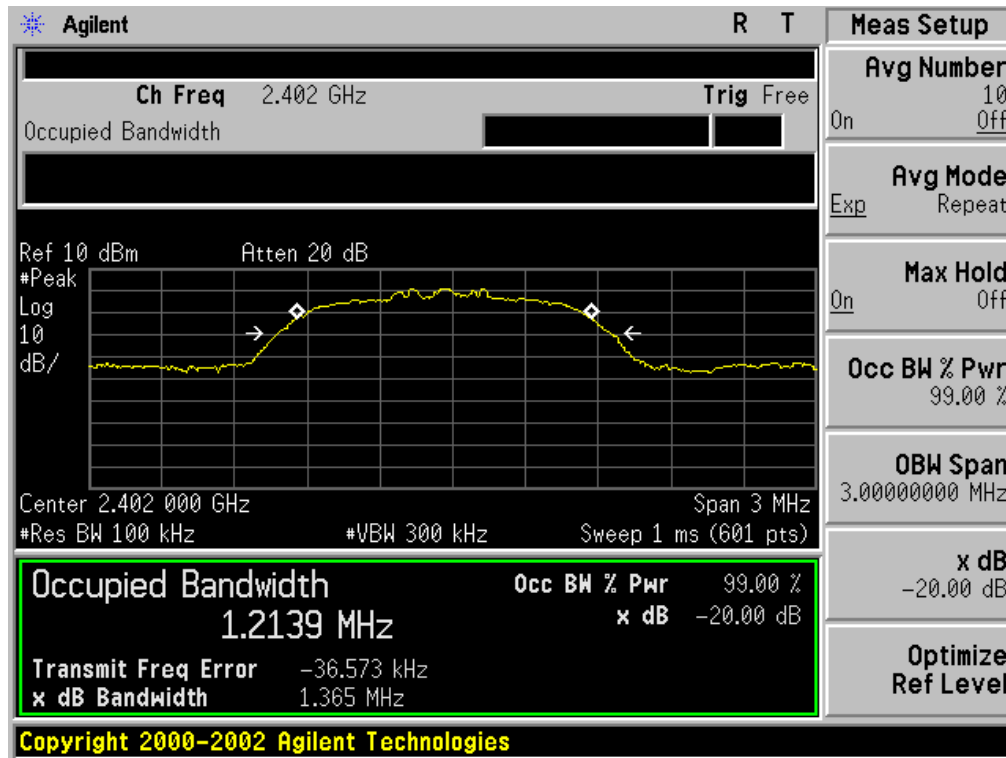 Agilent R T
Ch Freq 2.402 GHz Trig Free
Occupied Bandwidth
Ref 10 dBm Atten 20 dB
#Peak
Log
10
dB/
Center 2.402 000 GHz Span 3 MHz
#Res BW 100 kHz #VBW 300 kHz Sweep 1 ms (601 pts)
Occupied Bandwidth Occ BW % Pwr 99.00 %
1.2139 MHz x dB -20.00 dB
Transmit Freq Error -36.573 kHz
x dB Bandwidth 1.365 MHz
Copyright 2000-2002 Agilent Technologies
Meas Setup
Avg Number
10
On Off
Avg Mode
Exp Repeat
Max Hold
On Off
Occ BW % Pwr
99.00 %
OBW Span
3.00000000 MHz
x dB
-20.00 dB
Optimize
Ref Level